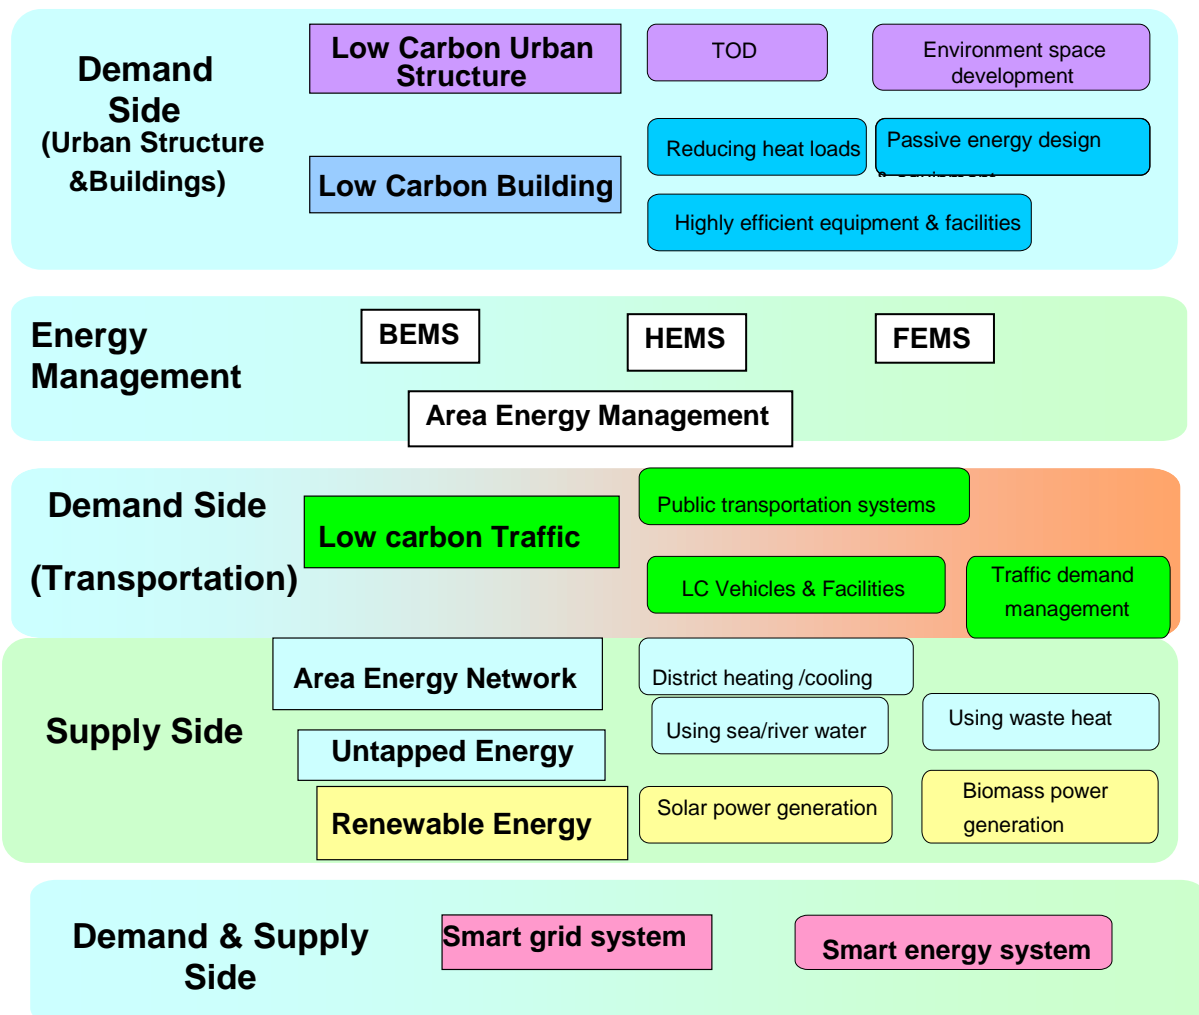 Demand
Side
(Urban Structure
&Buildings)
Low Carbon Urban
Structure
TOD
Environment space
development
Low Carbon Building
Reducing heat loads
Passive energy design
Highly efficient equipment & facilities
Energy
Management
BEMS
HEMS
FEMS
Area Energy Management
Demand Side
(Transportation)
Low carbon Traffic
Public transportation systems
LC Vehicles & Facilities
Traffic demand
management
Supply Side
Area Energy Network
District heating /cooling
Untapped Energy
Using sea/river water
Using waste heat
Renewable Energy
Solar power generation
Biomass power
generation
Demand & Supply
Side
Smart grid system
Smart energy system